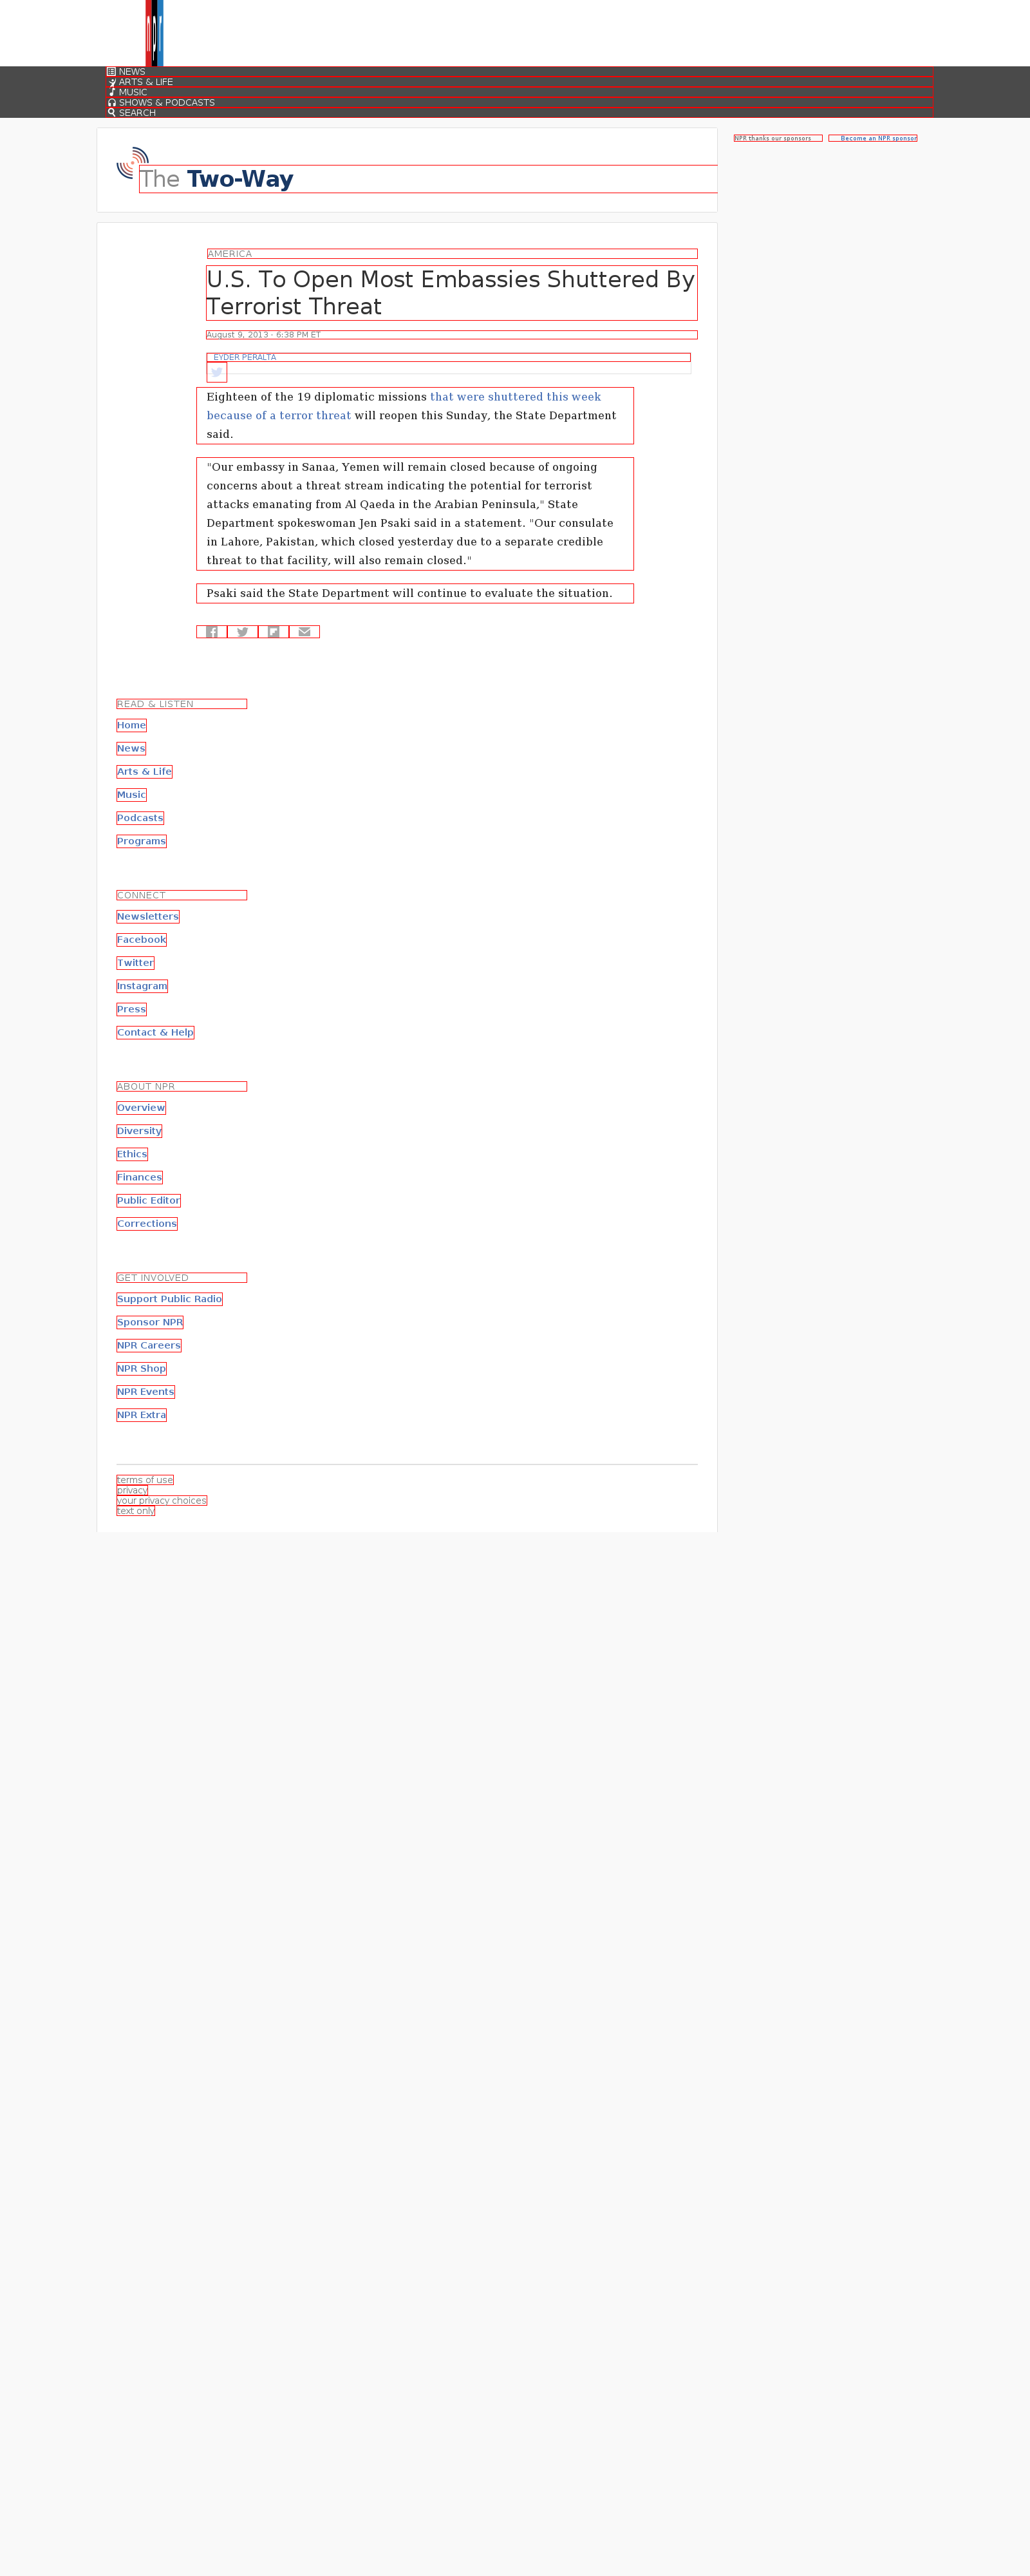 NEWS
ARTS & LIFE
MUSIC
SHOWS & PODCASTS
SEARCH
NPR thanks our sponsors
Become an NPR sponsor
The Two-Way
AMERICA
U.S. To Open Most Embassies Shuttered By
Terrorist Threat
August 9, 2013 · 6:38 PM ET
EYDER PERALTA
Eighteen of the 19 diplomatic missions that were shuttered this week
because of a terror threat will reopen this Sunday, the State Department
said.
"Our embassy in Sanaa, Yemen will remain closed because of ongoing
concerns about a threat stream indicating the potential for terrorist
attacks emanating from Al Qaeda in the Arabian Peninsula," State
Department spokeswoman Jen Psaki said in a statement. "Our consulate
in Lahore, Pakistan, which closed yesterday due to a separate credible
threat to that facility, will also remain closed."
Psaki said the State Department will continue to evaluate the situation.
READ & LISTEN
Home
News
Arts & Life
Music
Podcasts
Programs
CONNECT
Newsletters
Facebook
Twitter
Instagram
Press
Contact & Help
ABOUT NPR
Overview
Diversity
Ethics
Finances
Public Editor
Corrections
GET INVOLVED
Support Public Radio
Sponsor NPR
NPR Careers
NPR Shop
NPR Events
NPR Extra
terms of use
privacy
your privacy choices
text only